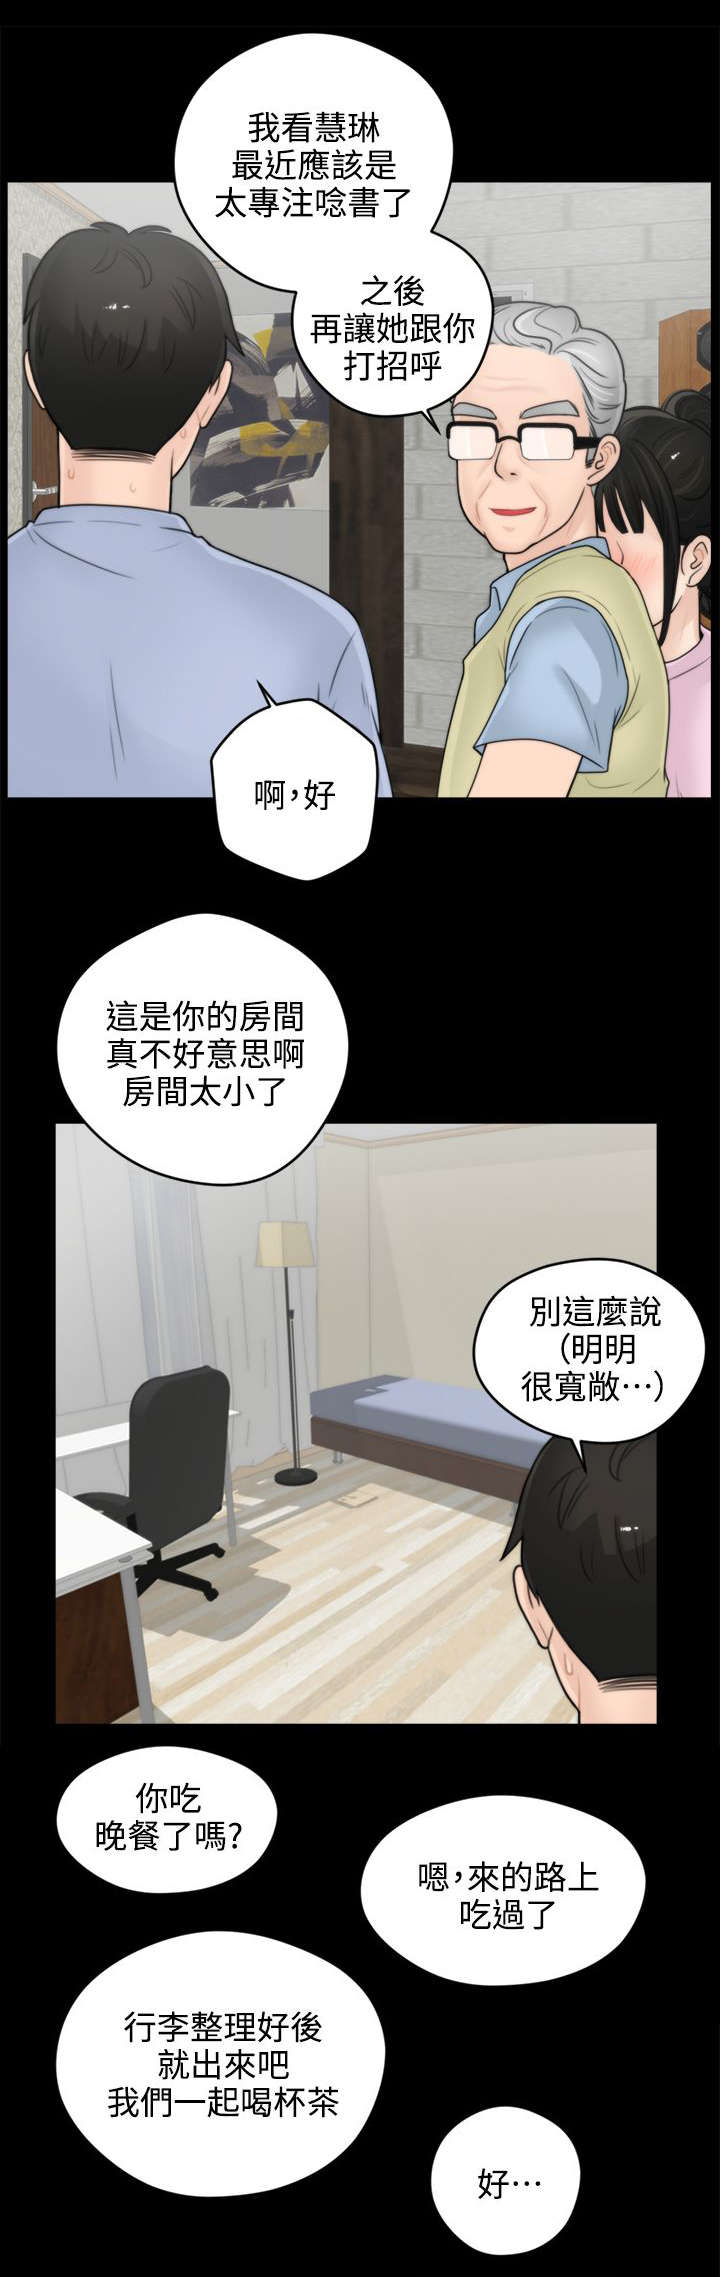 我看慧琳
最近應該是
太專注唸書了
之後
再讓她跟你
打招呼
啊，好
這是你的房間
真不好意思啊
房間太小了
別這麼說
(明明
很寬敞…)
你吃
晚餐了嗎?
嗯，來的路上
吃過了
行李整理好後
就出來吧
我們一起喝杯茶
好…